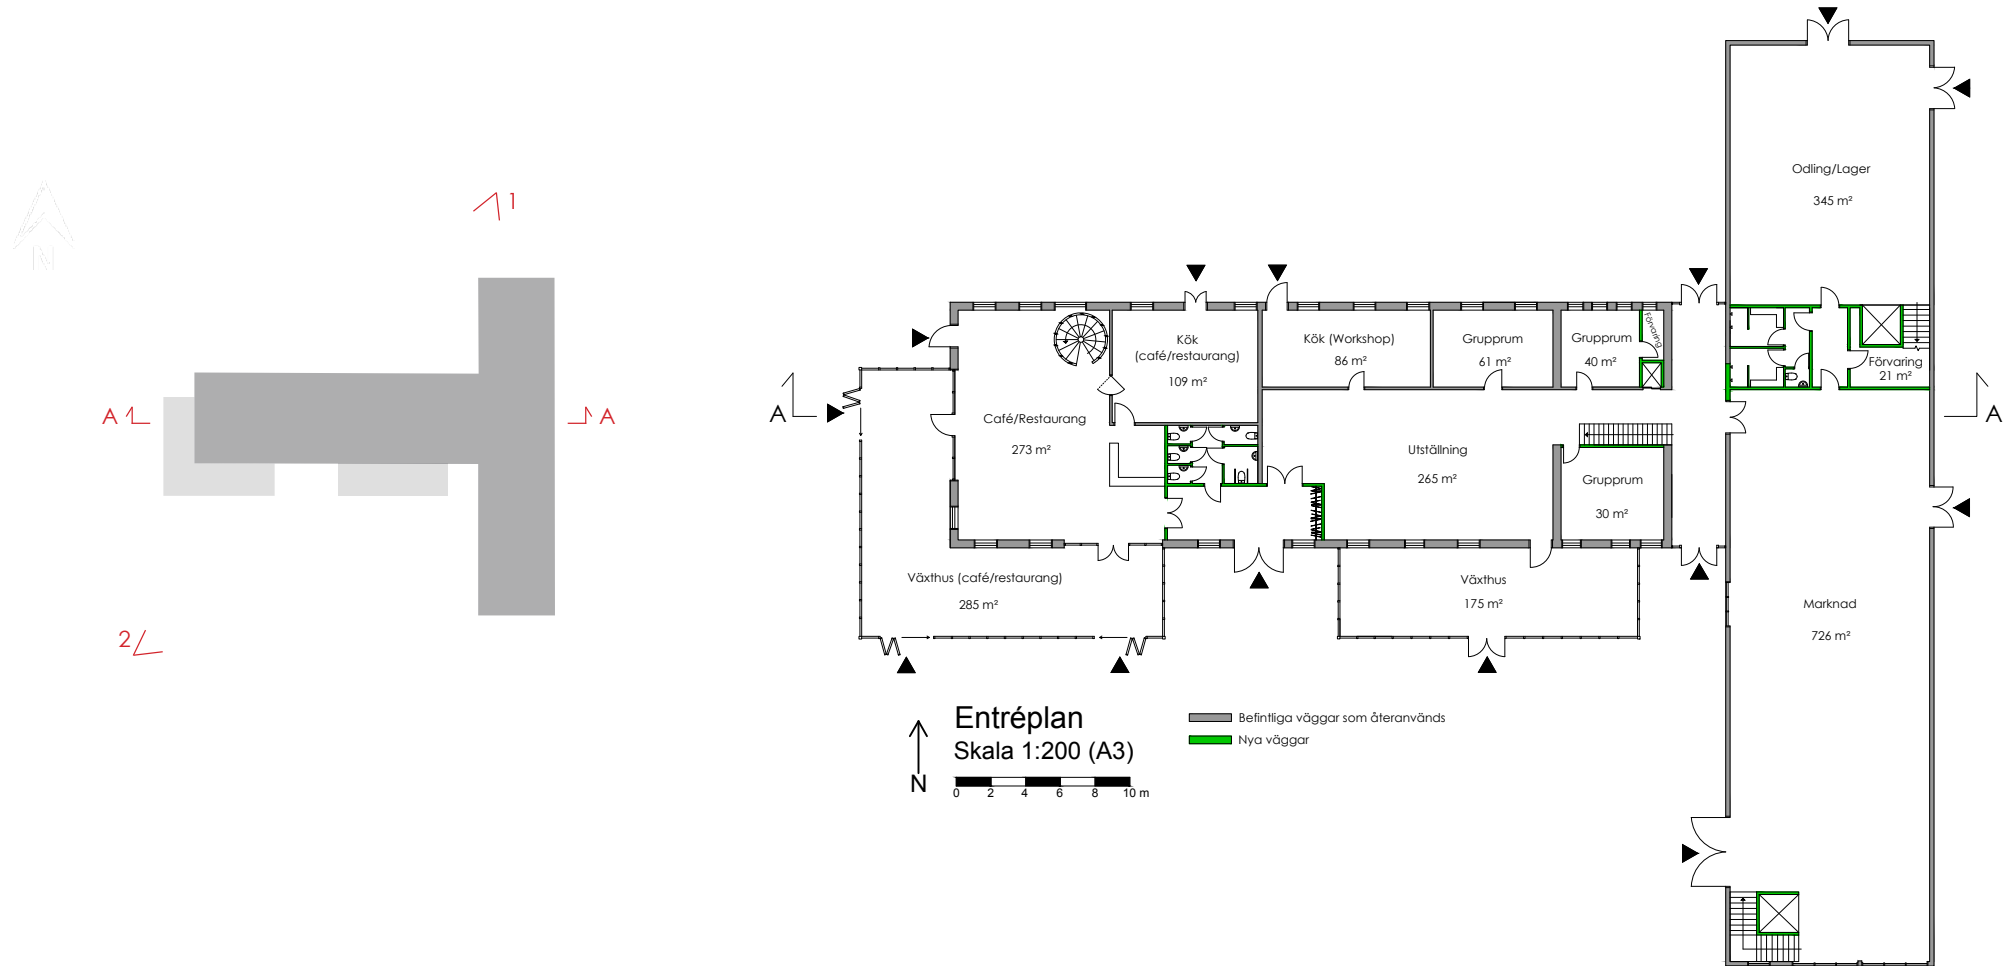 N
1
A
A
2
Odling/Lager
345 m²
Kök
(café/restaurang)
109 m²
Kök (Workshop)
86 m²
Grupprum
61 m²
Grupprum
40 m²
Förvaring
Förvaring
21 m²
A
A
Café/Restaurang
273 m²
Utställning
265 m²
Grupprum
30 m²
Växthus (café/restaurang)
285 m²
Växthus
175 m²
Marknad
726 m²
Entréplan
Skala 1:200 (A3)
N
0 2 4 6 8 10 m
Befintliga väggar som återanvänds
Nya väggar